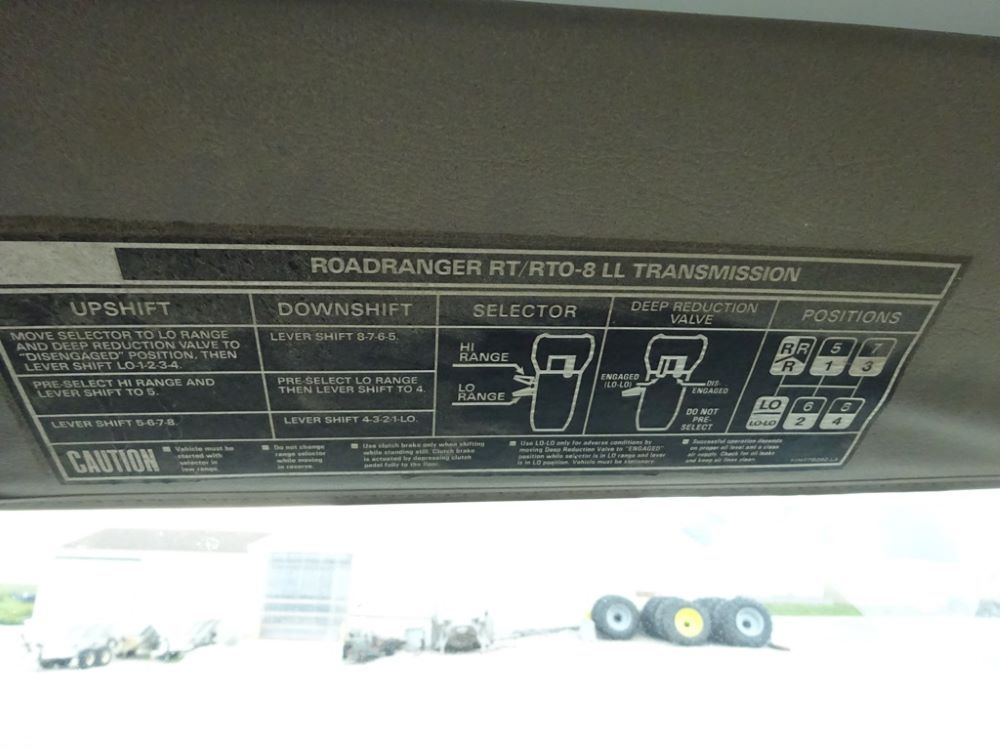 ROADRANGER RT/RTO-8 LL TRANSMISSION
UPSHIFT
MOVE SELECTOR TO LO RANGE
AND DEEP REDUCTION VALVE TO
"DISENGAGED" POSITION, THEN
LEVER SHIFT LO-1-2-3-4.
PRE-SELECT HI RANGE AND
LEVER SHIFT TO 5.
LEVER SHIFT 5-6-7-8.
DOWNSHIFT
LEVER SHIFT 8-7-6-5.
PRE-SELECT LO RANGE
THEN LEVER SHIFT TO 4.
LEVER SHIFT 4-3-2-1-LO.
SELECTOR
HI
RANGE
LO
RANGE
DEEP REDUCTION
VALVE
ENGAGED
(LO-LO)
DIS-
ENGAGED
DO NOT
PRE-
SELECT
POSITIONS
R R 5 7
R 1 3
LO 6 8
LO-LO 2 4
CAUTION
■ Vehicle must be
started with
selector in
low range.
■ Do not change
range selector
while moving
in reverse.
■ Use clutch brake only when shifting
while standing still. Clutch brake
is actuated by depressing clutch
pedal fully to the floor.
■ Use LO-LO only for adverse conditions by
moving Deep Reduction Valve to "ENGAGED"
position while selector is in LO range and lever
is in LO position. Vehicle must be stationary.
■ Successful operation depends
on proper oil level and a clean
air supply. Check for oil leaks
and keep air lines clean.